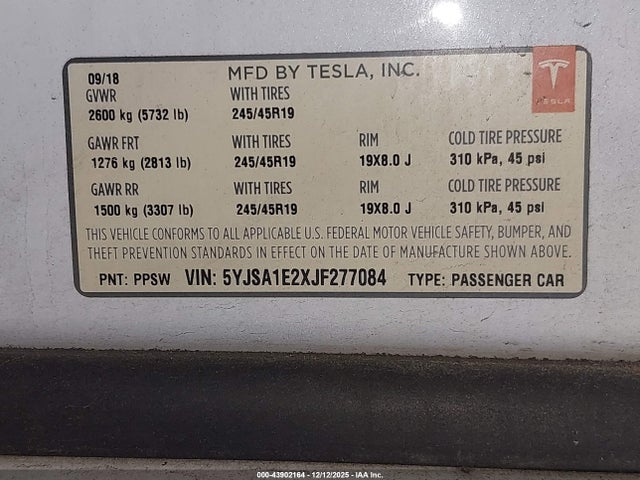 09/18 MFD BY TESLA, INC.
TESLA
GVWR WITH TIRES
2600 kg (5732 lb) 245/45R19
GAWR FRT WITH TIRES RIM COLD TIRE PRESSURE
1276 kg (2813 lb) 245/45R19 19X8.0 J 310 kPa, 45 psi
GAWR RR WITH TIRES RIM COLD TIRE PRESSURE
1500 kg (3307 lb) 245/45R19 19X8.0 J 310 kPa, 45 psi
THIS VEHICLE CONFORMS TO ALL APPLICABLE U.S. FEDERAL MOTOR VEHICLE SAFETY, BUMPER, AND
THEFT PREVENTION STANDARDS IN EFFECT ON THE DATE OF MANUFACTURE SHOWN ABOVE.
PNT: PPSW VIN: 5YJSA1E2XJF277084 TYPE: PASSENGER CAR
000-43902164 - 12/12/2025 - IAA Inc.